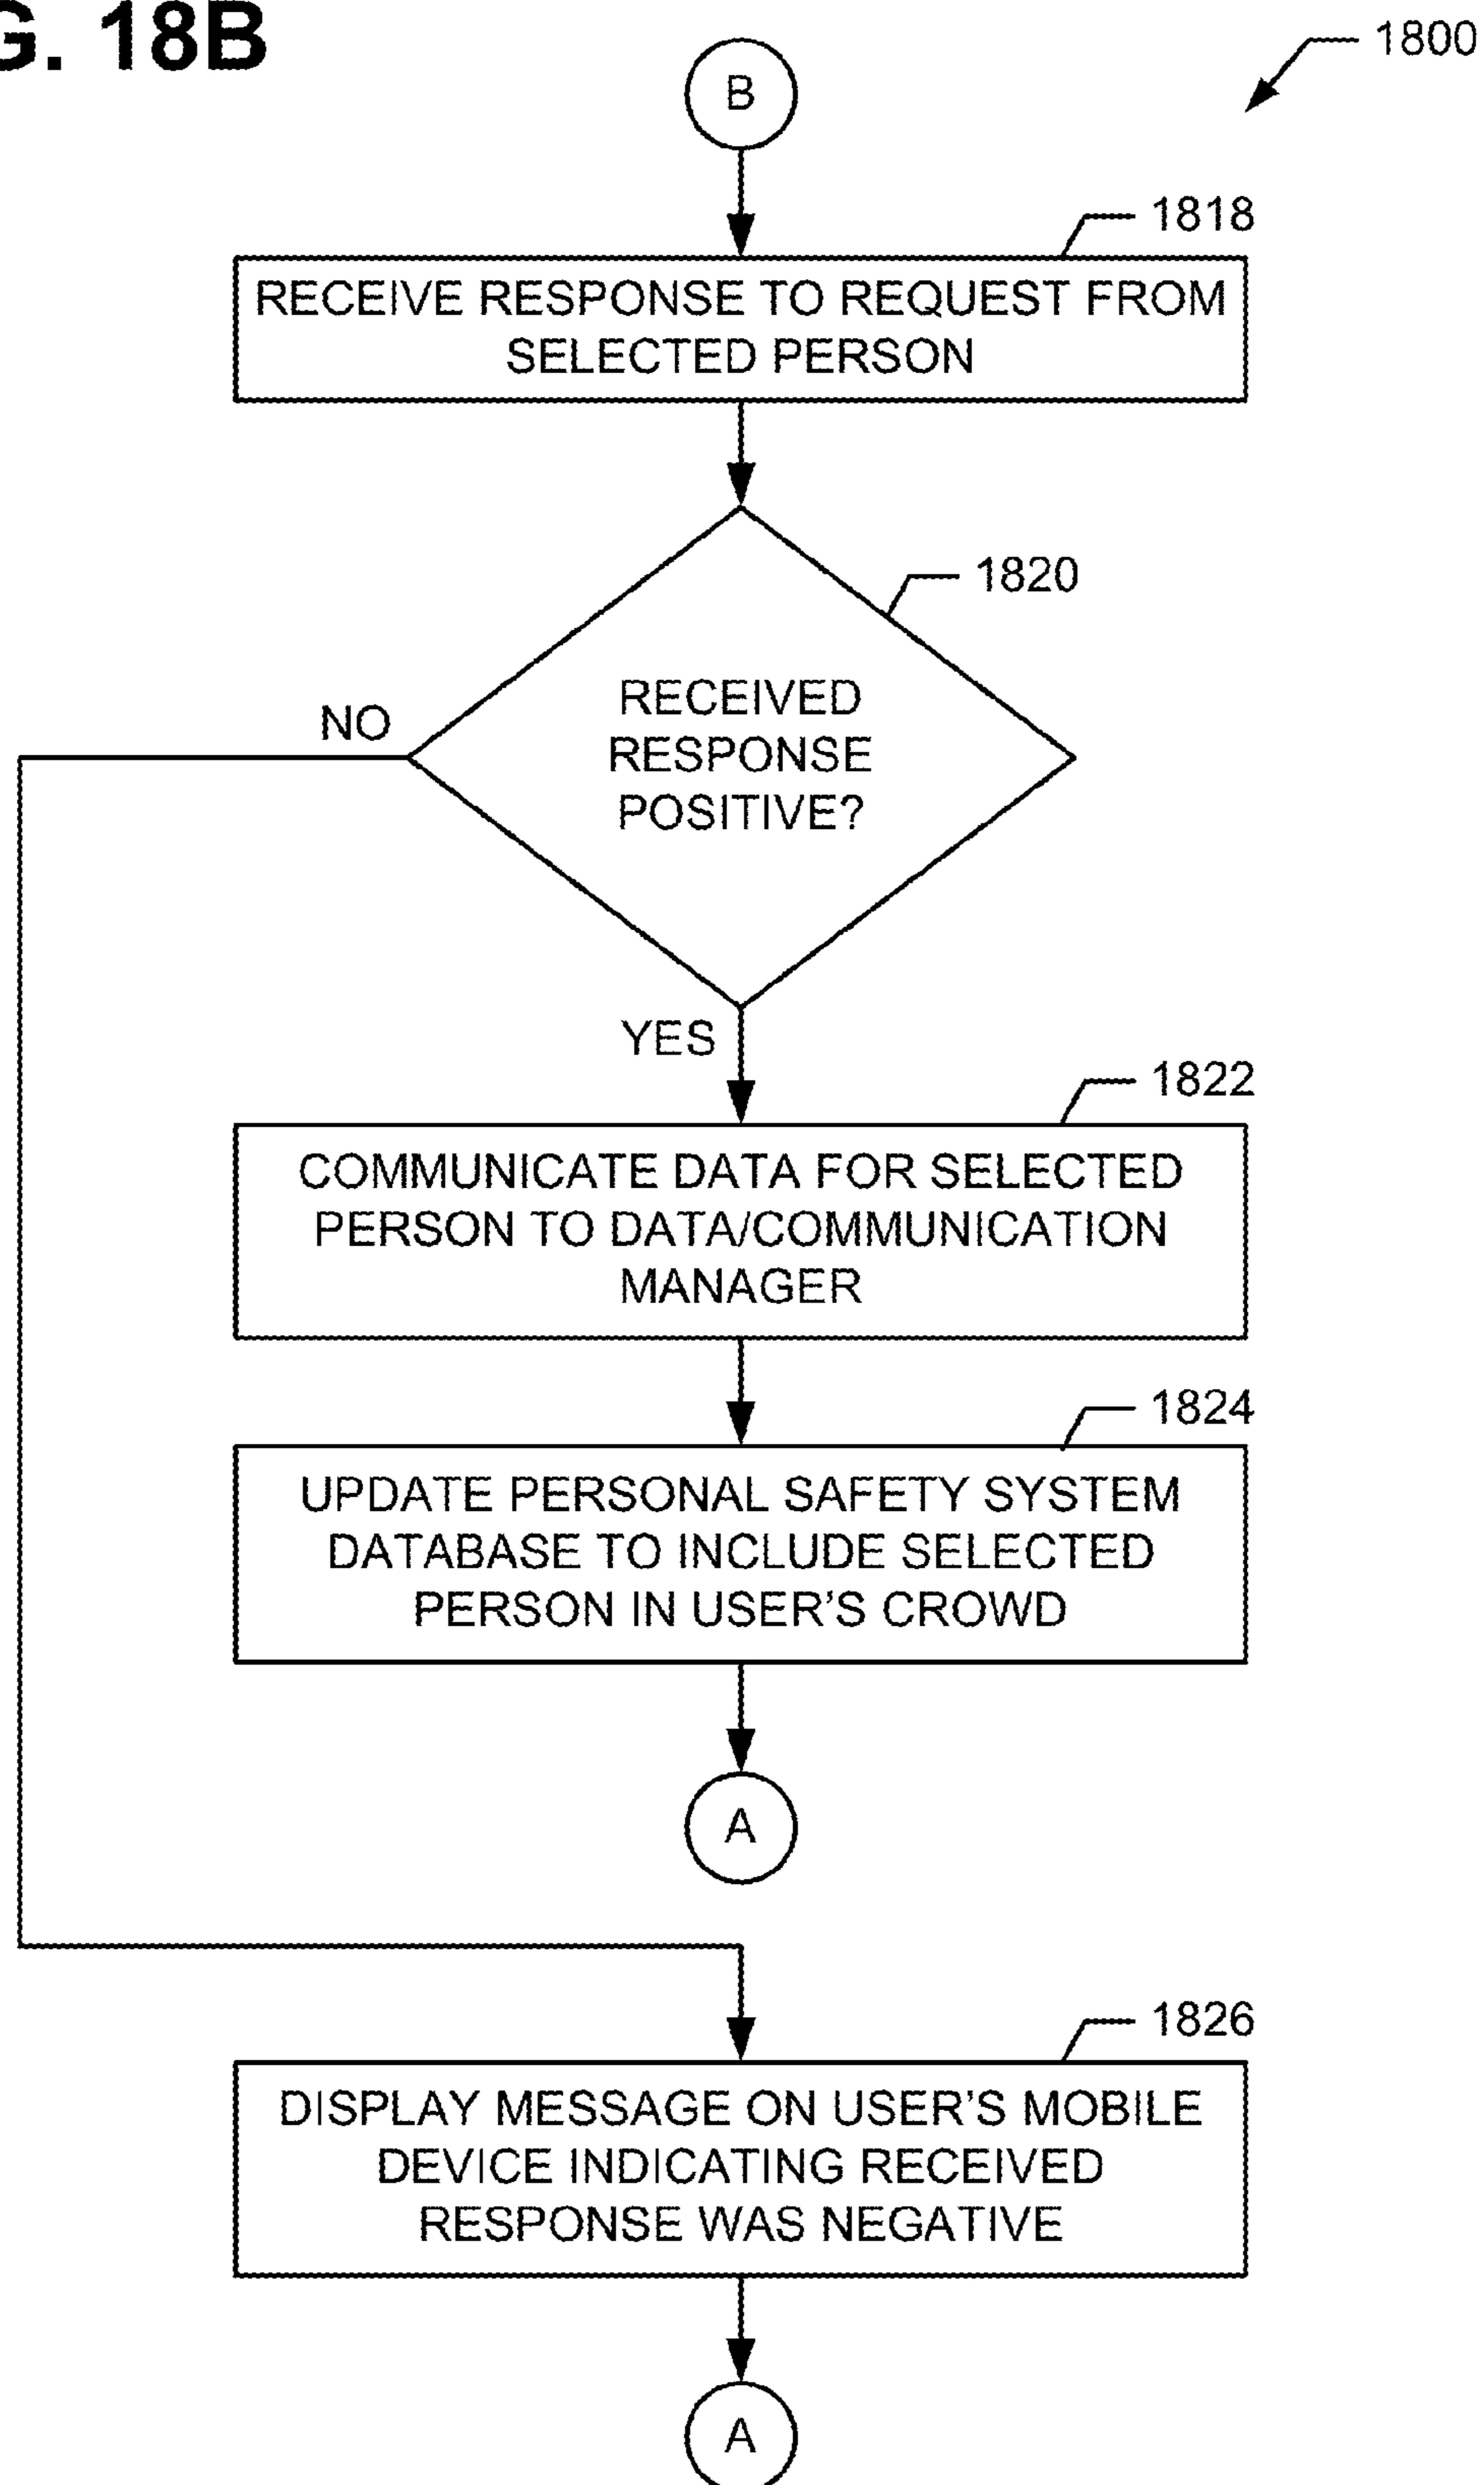 G. 18B
1800
B
1818
RECEIVE RESPONSE TO REQUEST FROM
SELECTED PERSON
1820
RECEIVED
RESPONSE
POSITIVE?
NO
YES
1822
COMMUNICATE DATA FOR SELECTED
PERSON TO DATA/COMMUNICATION
MANAGER
1824
UPDATE PERSONAL SAFETY SYSTEM
DATABASE TO INCLUDE SELECTED
PERSON IN USER’S CROWD
A
1826
DISPLAY MESSAGE ON USER’S MOBILE
DEVICE INDICATING RECEIVED
RESPONSE WAS NEGATIVE
A